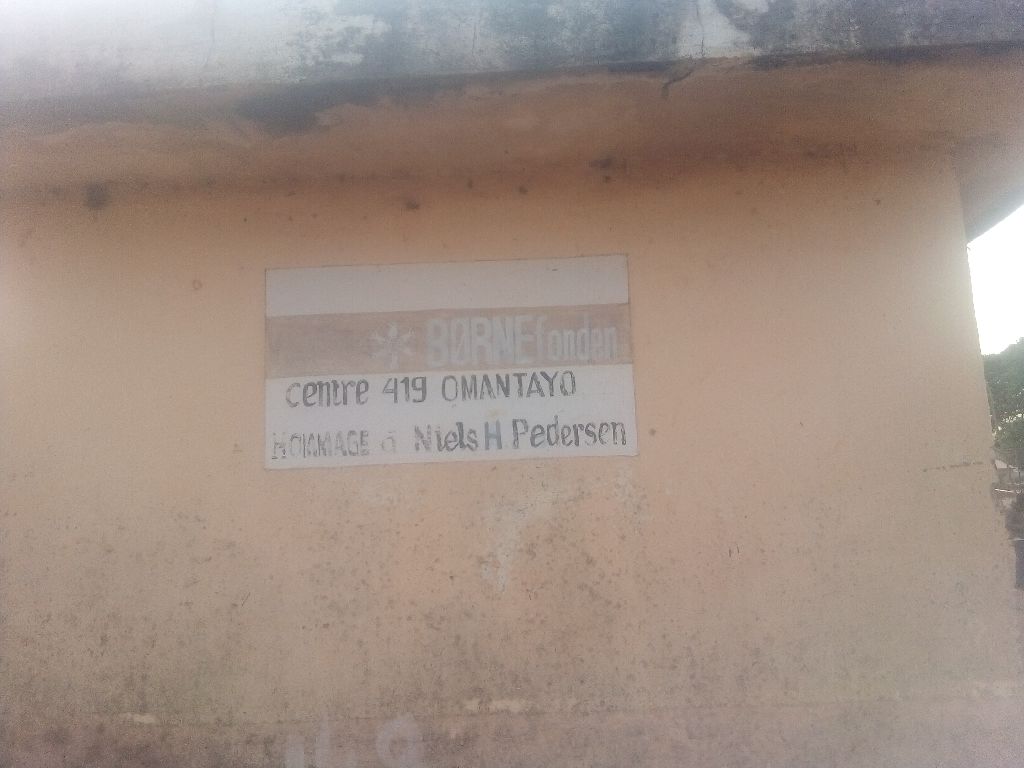 BØRNEfonden
centre 419 OMANTAYO
HOMMAGE à Niels H Pedersen